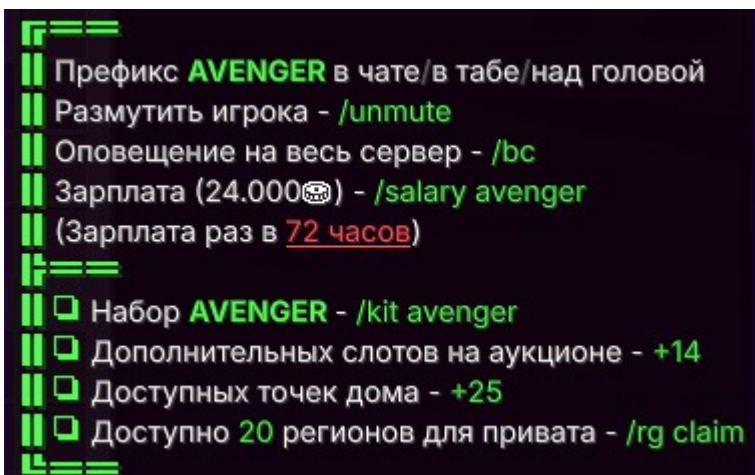 ╔══
║ Префикс AVENGER в чате/в табе/над головой
║ Размутить игрока - /unmute
║ Оповещение на весь сервер - /bc
║ Зарплата (24.000) - /salary avenger
║ (Зарплата раз в 72 часов)
╠══
║ ❏ Набор AVENGER - /kit avenger
║ ❏ Дополнительных слотов на аукционе - +14
║ ❏ Доступных точек дома - +25
║ ❏ Доступно 20 регионов для привата - /rg claim
╚══